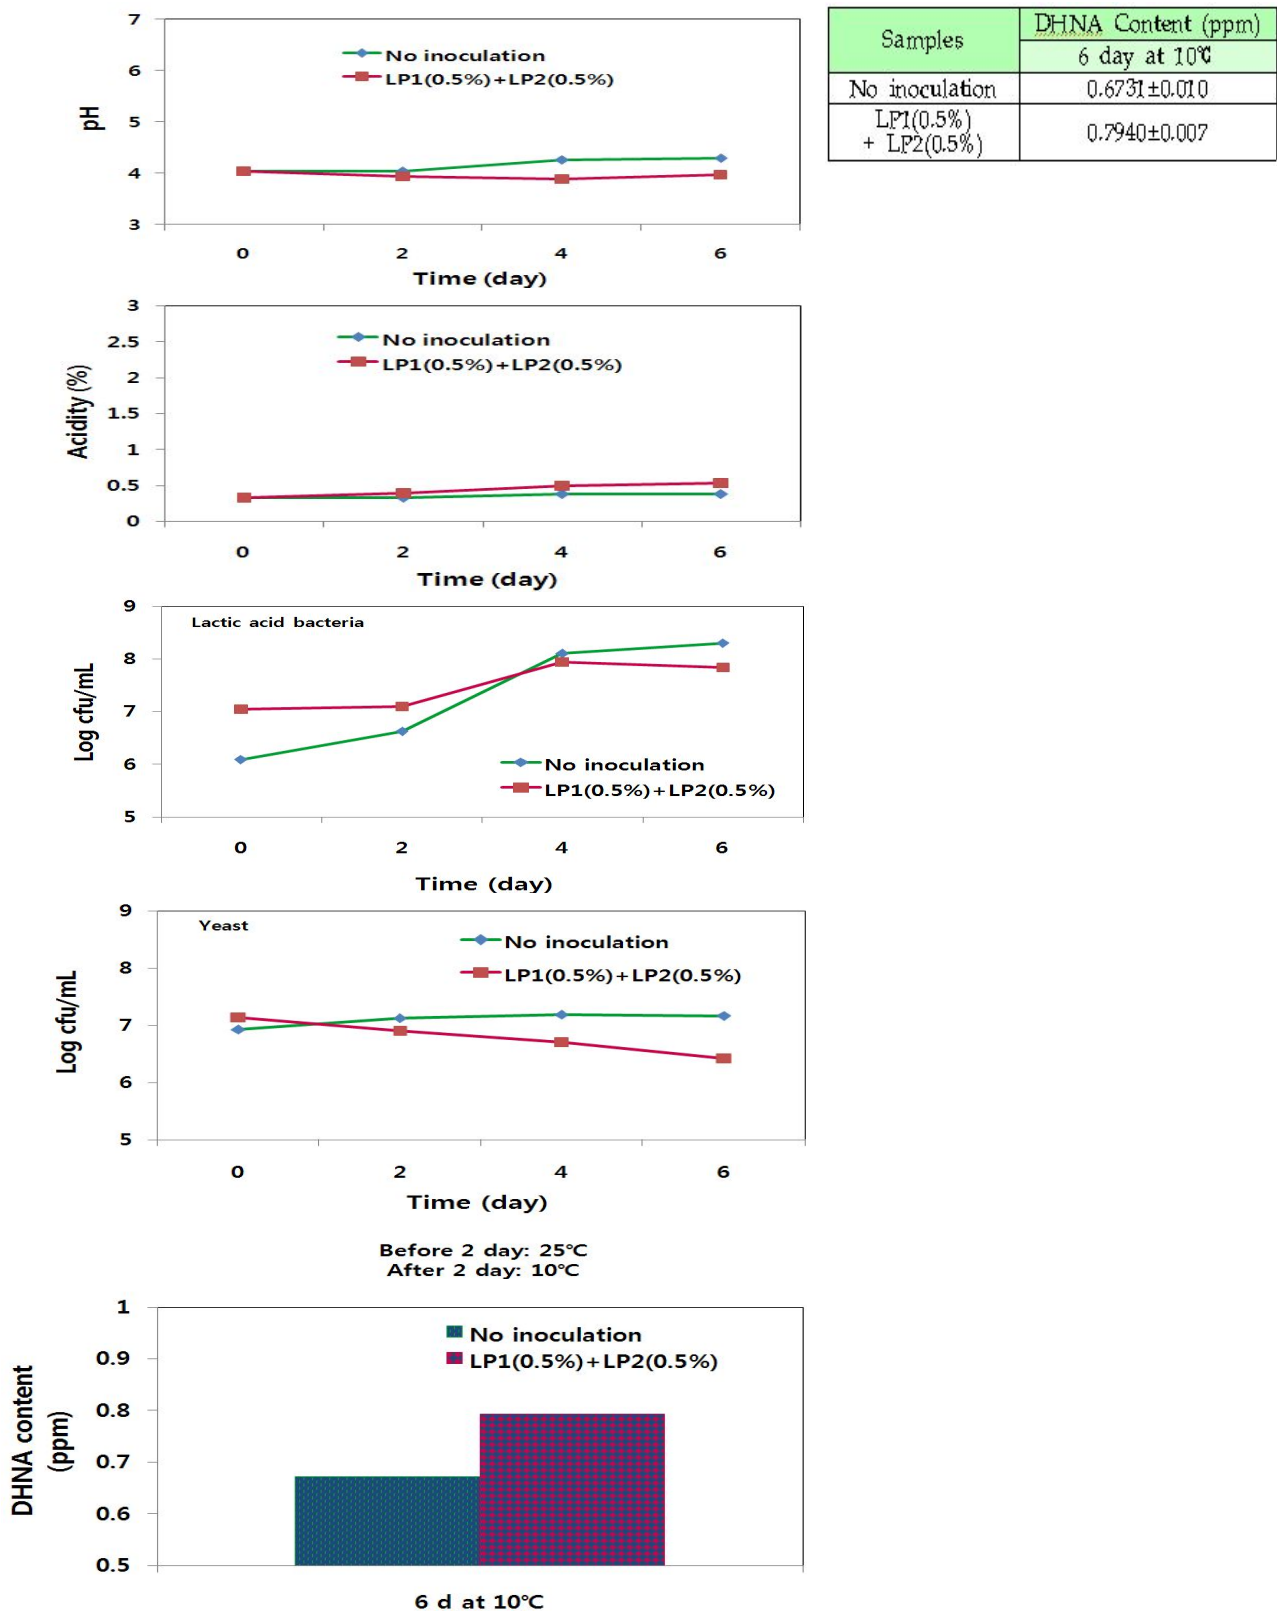 7
6
5
4
3
pH
No inoculation
LP1(0.5%)+LP2(0.5%)
0 2 4 6
Time (day)
Samples
DHNA Content (ppm)
6 day at 10℃
No inoculation
0.6731±0.010
LP1(0.5%)
+ LP2(0.5%)
0.7940±0.007
3
2.5
2
1.5
1
0.5
0
Acidity (%)
No inoculation
LP1(0.5%)+LP2(0.5%)
0 2 4 6
Time (day)
9
8
7
6
5
Log cfu/mL
Lactic acid bacteria
No inoculation
LP1(0.5%)+LP2(0.5%)
0 2 4 6
Time (day)
9
8
7
6
5
Log cfu/mL
Yeast
No inoculation
LP1(0.5%)+LP2(0.5%)
0 2 4 6
Time (day)
Before 2 day: 25℃
After 2 day: 10℃
1
0.9
0.8
0.7
0.6
0.5
DHNA content
(ppm)
No inoculation
LP1(0.5%)+LP2(0.5%)
6 d at 10℃